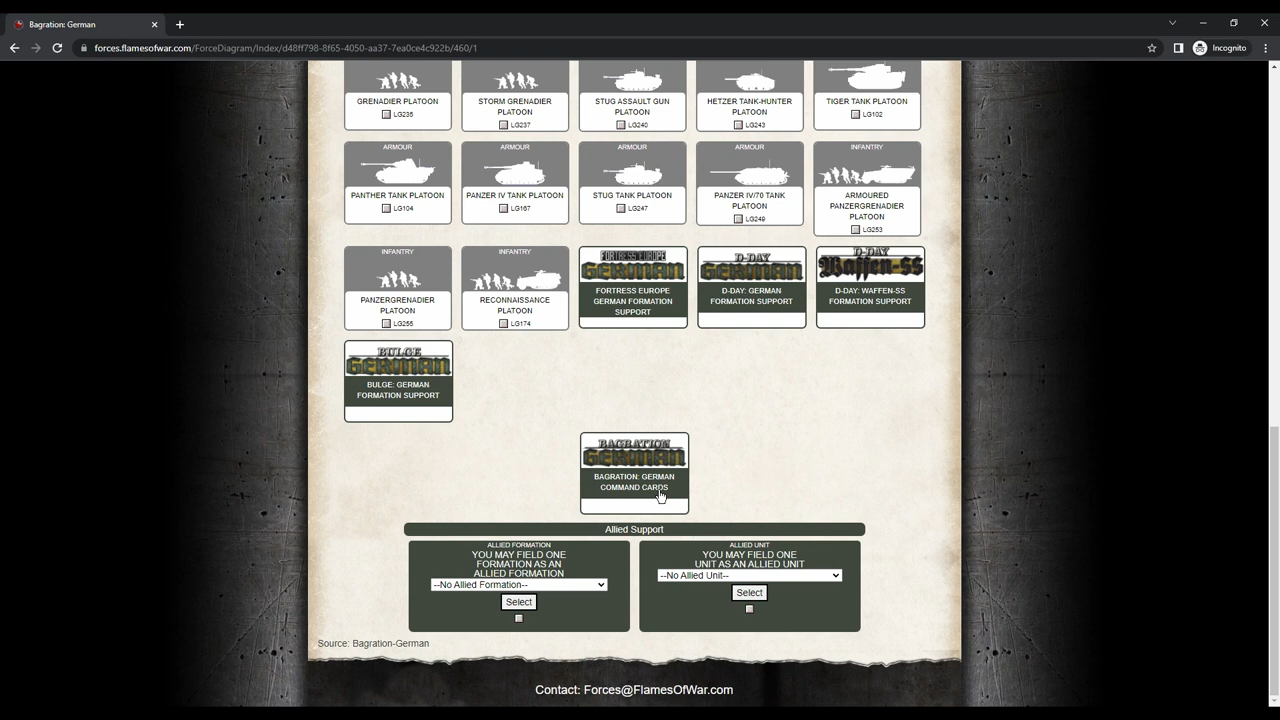 Bagration: German
forces.flamesofwar.com/ForceDiagram/Index/d48ff798-8f65-4050-aa37-7ea0ce4c922b/460/1
Incognito
GRENADIER PLATOON
LG235
STORM GRENADIER
PLATOON
LG237
STUG ASSAULT GUN
PLATOON
LG240
HETZER TANK-HUNTER
PLATOON
LG243
TIGER TANK PLATOON
LG102
ARMOUR
PANTHER TANK PLATOON
LG104
ARMOUR
PANZER IV TANK PLATOON
LG167
ARMOUR
STUG TANK PLATOON
LG247
ARMOUR
PANZER IV/70 TANK
PLATOON
LG249
INFANTRY
ARMOURED
PANZERGRENADIER
PLATOON
LG253
INFANTRY
PANZERGRENADIER
PLATOON
LG255
INFANTRY
RECONNAISSANCE
PLATOON
LG174
FORTRESS EUROPE
GERMAN
FORTRESS EUROPE
GERMAN FORMATION
SUPPORT
D-DAY
GERMAN
D-DAY: GERMAN
FORMATION SUPPORT
D-DAY
Waffen-SS
D-DAY: WAFFEN-SS
FORMATION SUPPORT
BULGE
GERMAN
BULGE: GERMAN
FORMATION SUPPORT
BAGRATION
GERMAN
BAGRATION: GERMAN
COMMAND CARDS
Allied Support
ALLIED FORMATION
YOU MAY FIELD ONE
FORMATION AS AN
ALLIED FORMATION
--No Allied Formation--
Select
ALLIED UNIT
YOU MAY FIELD ONE
UNIT AS AN ALLIED UNIT
--No Allied Unit--
Select
Source: Bagration-German
Contact: Forces@FlamesOfWar.com